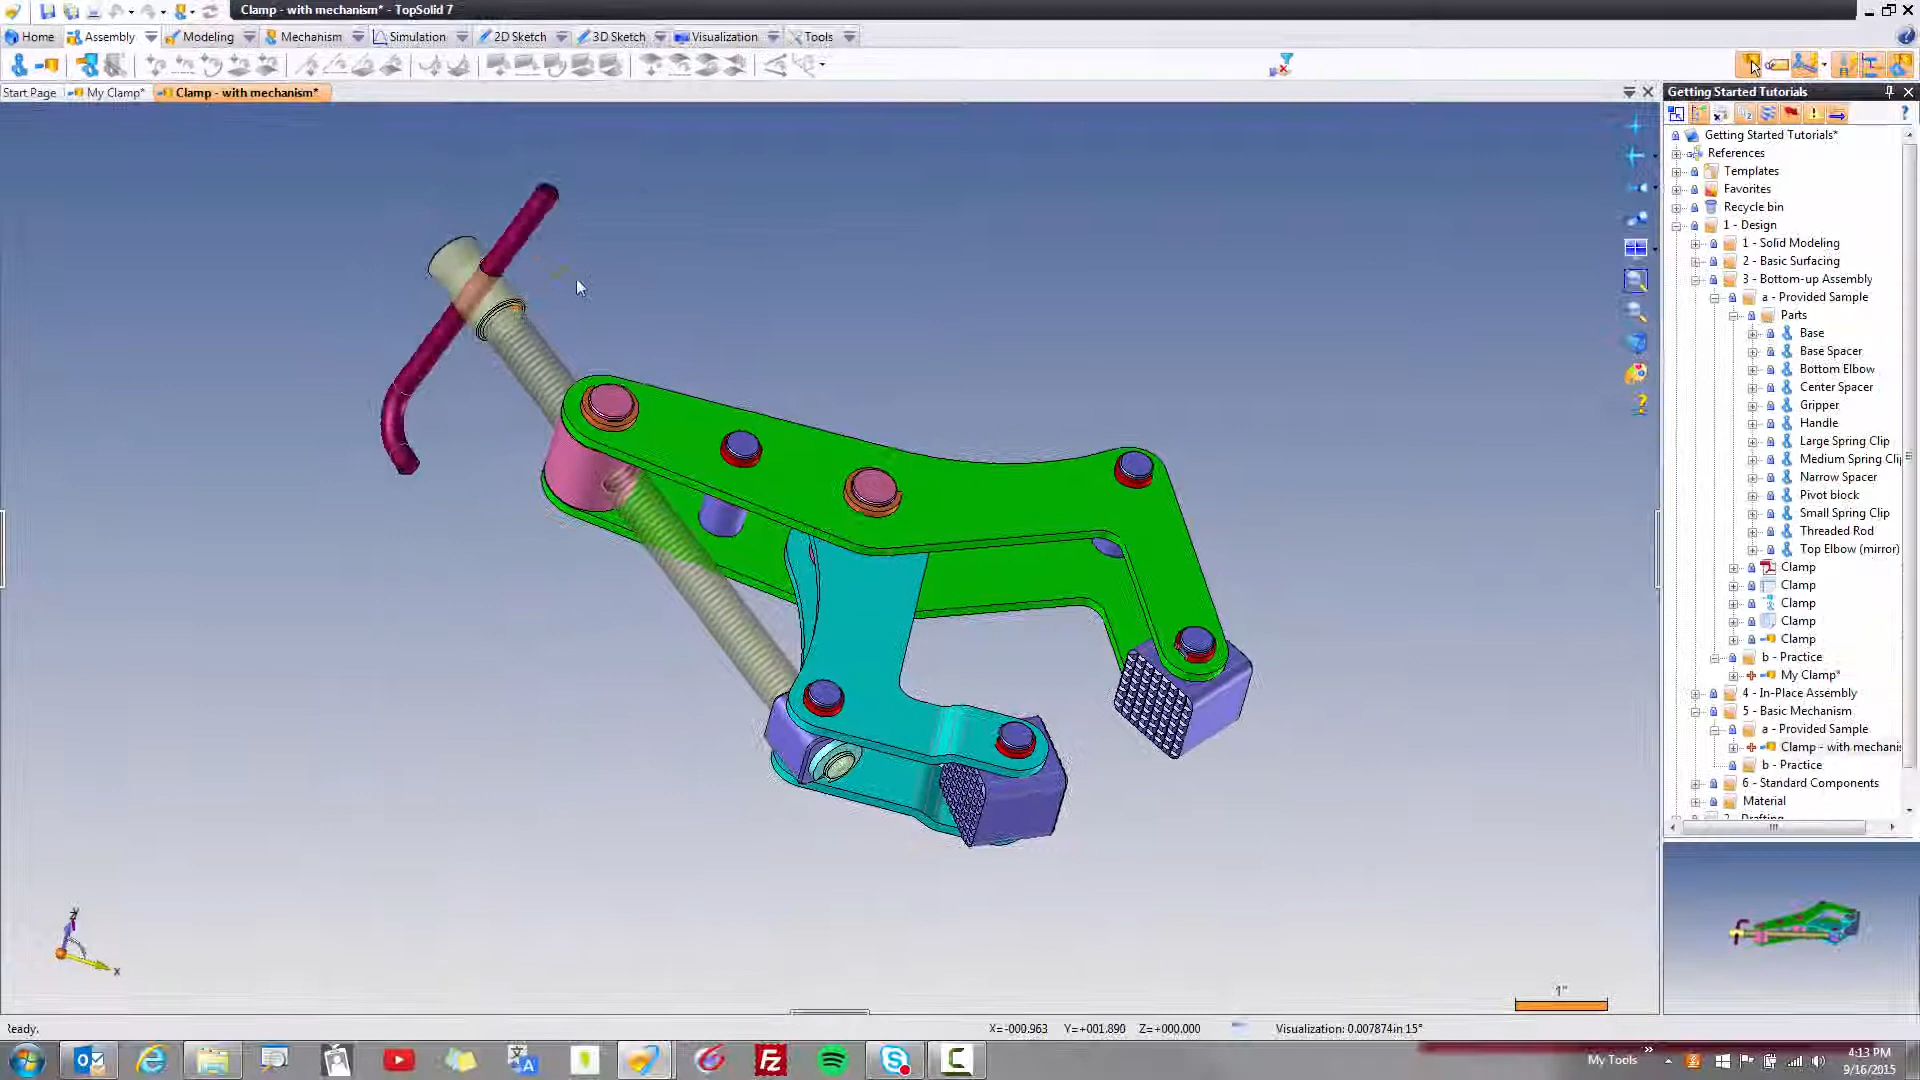 Clamp - with mechanism* - TopSolid 7
Home Assembly Modeling Mechanism Simulation 2D Sketch 3D Sketch Visualization Tools
Start Page My Clamp* Clamp - with mechanism*
Getting Started Tutorials
Getting Started Tutorials*
References
Templates
Favorites
Recycle bin
1 - Design
1 - Solid Modeling
2 - Basic Surfacing
3 - Bottom-up Assembly
a - Provided Sample
Parts
Base
Base Spacer
Bottom Elbow
Center Spacer
Gripper
Handle
Large Spring Clip
Medium Spring Cli
Narrow Spacer
Pivot block
Small Spring Clip
Threaded Rod
Top Elbow (mirror)
Clamp
Clamp
Clamp
Clamp
Clamp
b - Practice
My Clamp*
4 - In-Place Assembly
5 - Basic Mechanism
a - Provided Sample
Clamp - with mechanis
b - Practice
6 - Standard Components
Material
2 - Drafting
z
x
1"
Ready.
X=-000.963 Y=+001.890 Z=+000.000 Visualization: 0.007874in 15°
My Tools
4:13 PM
9/16/2015